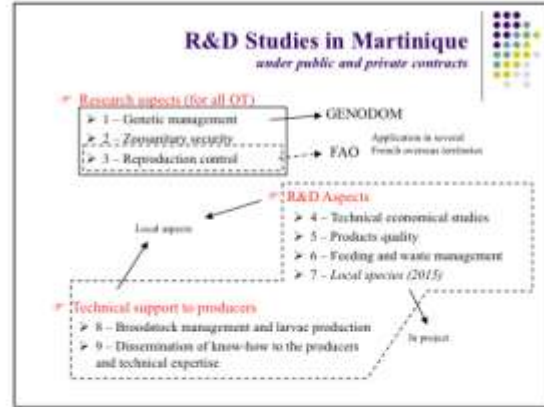 R&D Studies in Martinique
under public and private contracts
Research aspects (for all OT)
1 – Genetic management
2 – Zoosanitary security
3 – Reproduction control
GENODOM
FAO
Application in several
French overseas territories
R&D Aspects
4 – Technical economical studies
5 – Products quality
6 – Feeding and waste management
7 – Local species (2015)
Local aspects
Technical support to producers
8 – Broodstock management and larvae production
9 – Dissemination of know-how to the producers
and technical expertise
In project